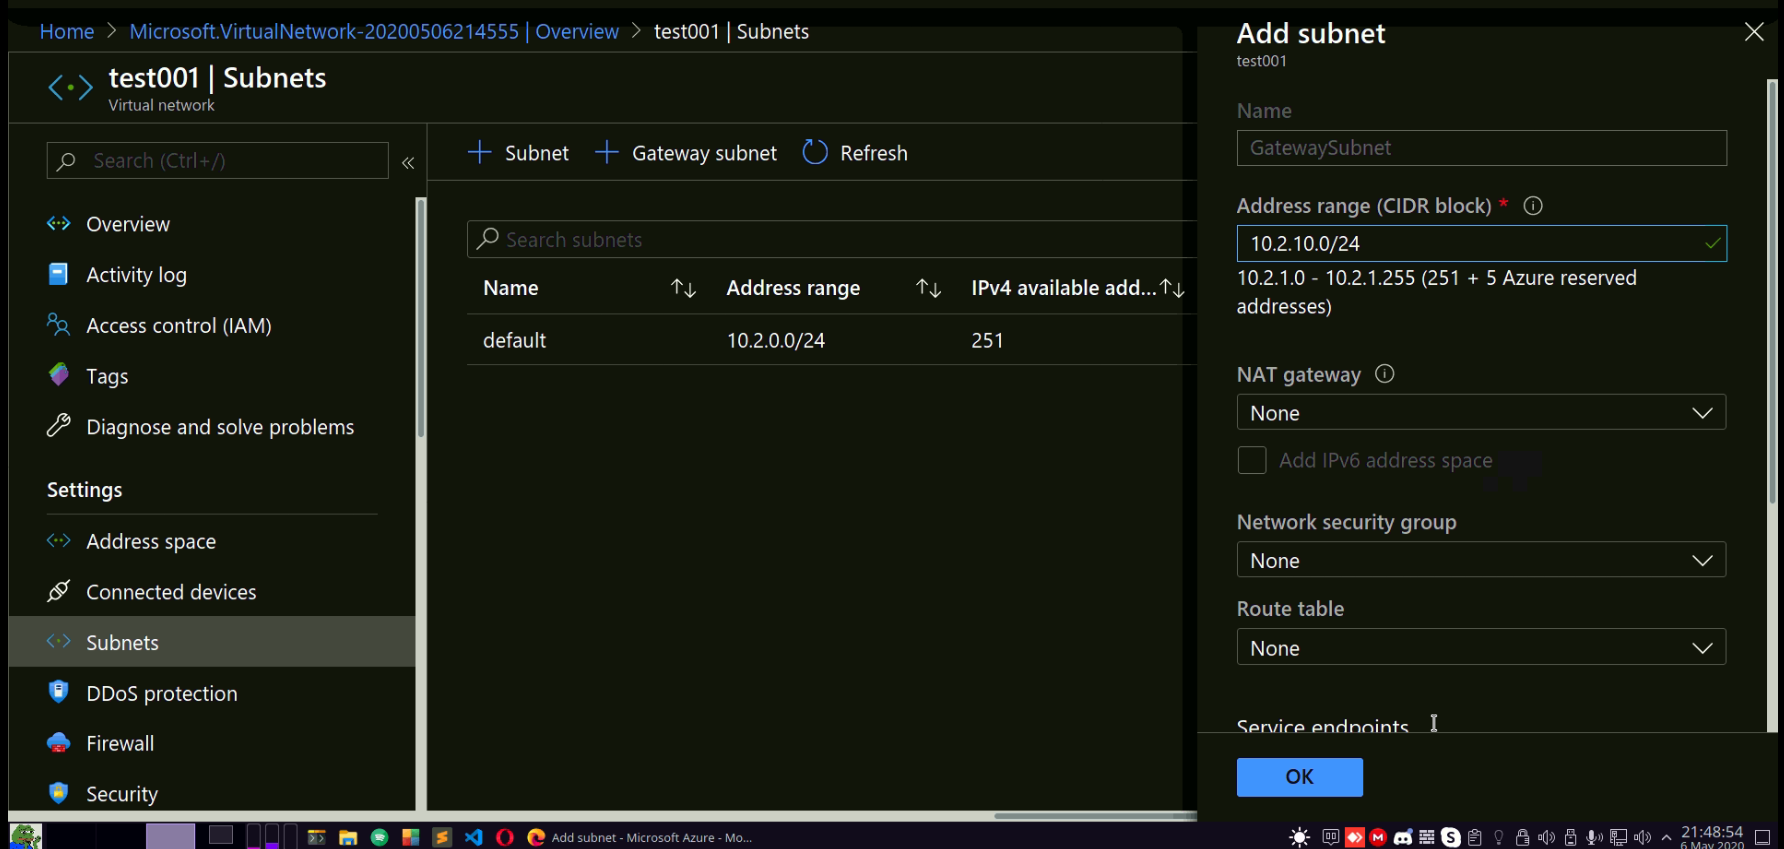 Home > Microsoft.VirtualNetwork-20200506214555 | Overview > test001 | Subnets
test001 | Subnets
Virtual network
Search (Ctrl+/)
«
Overview
Activity log
Access control (IAM)
Tags
Diagnose and solve problems
Settings
Address space
Connected devices
Subnets
DDoS protection
Firewall
Security
+ Subnet + Gateway subnet Refresh
Search subnets
Name ↑↓ Address range ↑↓ IPv4 available add...↑↓
default 10.2.0.0/24 251
Add subnet
test001
Name
GatewaySubnet
Address range (CIDR block) *
10.2.10.0/24
10.2.1.0 - 10.2.1.255 (251 + 5 Azure reserved
addresses)
NAT gateway
None
Add IPv6 address space
Network security group
None
Route table
None
Service endpoints
OK
Add subnet - Microsoft Azure - Mo...
21:48:54
6 May 2020